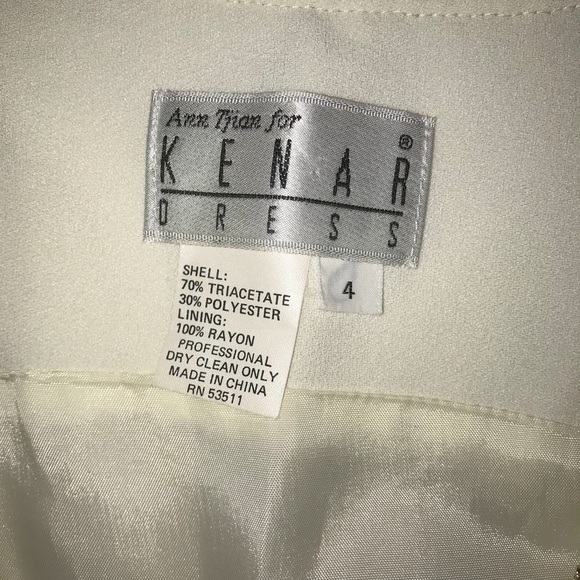 Ann Tjian for
KENAR®
DRESS
4
SHELL:
70% TRIACETATE
30% POLYESTER
LINING:
100% RAYON
PROFESSIONAL
DRY CLEAN ONLY
MADE IN CHINA
RN 53511